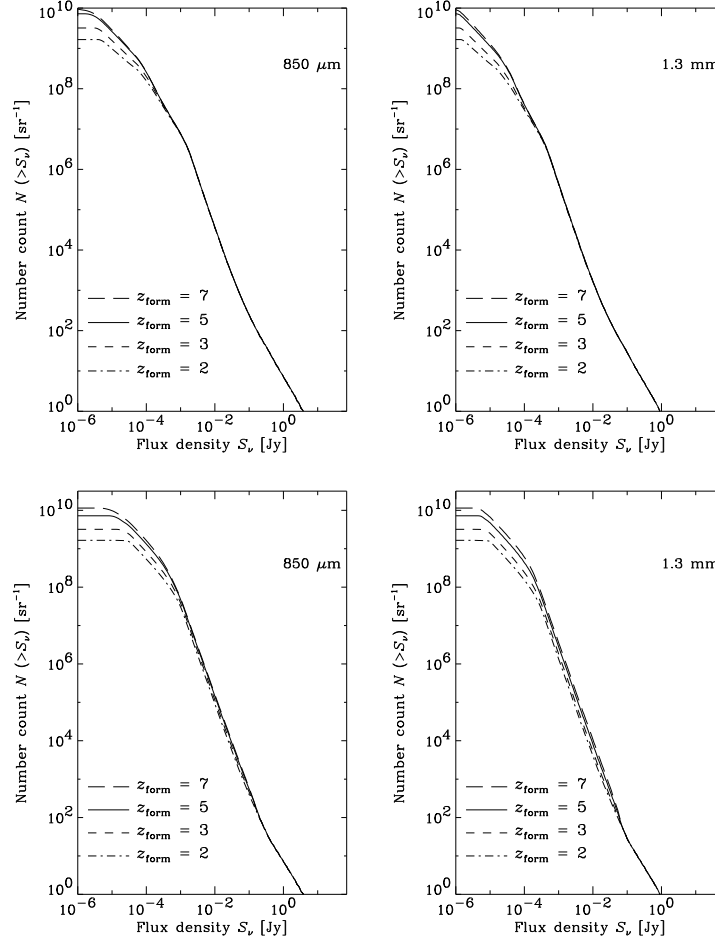 10^10
10^8
10^6
10^4
10^2
10^0
Number count N (>S_ν) [sr^−1]
850 μm
z_form = 7
z_form = 5
z_form = 3
z_form = 2
10^−6 10^−4 10^−2 10^0
Flux density S_ν [Jy]
10^10
10^8
10^6
10^4
10^2
10^0
Number count N (>S_ν) [sr^−1]
1.3 mm
z_form = 7
z_form = 5
z_form = 3
z_form = 2
10^−6 10^−4 10^−2 10^0
Flux density S_ν [Jy]
10^10
10^8
10^6
10^4
10^2
10^0
Number count N (>S_ν) [sr^−1]
850 μm
z_form = 7
z_form = 5
z_form = 3
z_form = 2
10^−6 10^−4 10^−2 10^0
Flux density S_ν [Jy]
10^10
10^8
10^6
10^4
10^2
10^0
Number count N (>S_ν) [sr^−1]
1.3 mm
z_form = 7
z_form = 5
z_form = 3
z_form = 2
10^−6 10^−4 10^−2 10^0
Flux density S_ν [Jy]